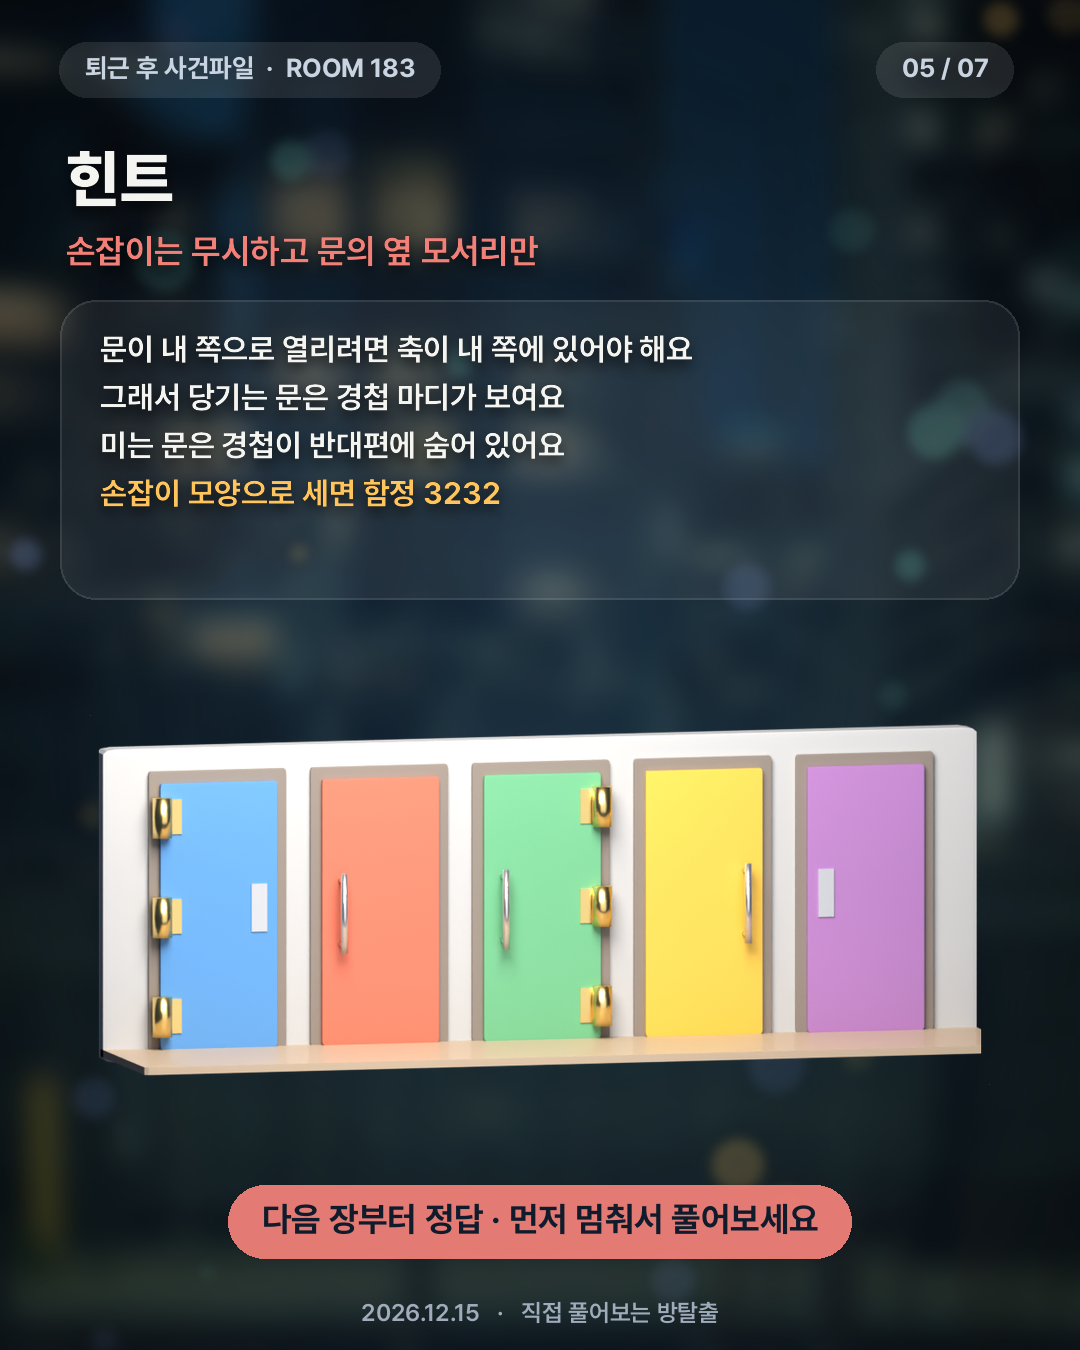 퇴근 후 사건파일 · ROOM 183
05 / 07
힌트
손잡이는 무시하고 문의 옆 모서리만
문이 내 쪽으로 열리려면 축이 내 쪽에 있어야 해요
그래서 당기는 문은 경첩 마디가 보여요
미는 문은 경첩이 반대편에 숨어 있어요
손잡이 모양으로 세면 함정 3232
다음 장부터 정답 · 먼저 멈춰서 풀어보세요
2026.12.15 · 직접 풀어보는 방탈출